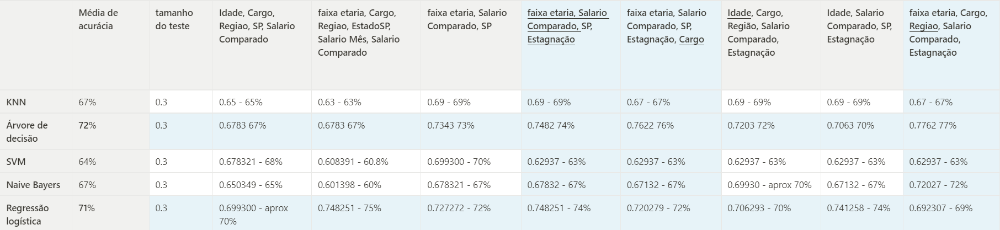 Média de
acurácia
tamanho
do teste
Idade, Cargo,
Regiao, SP, Salario
Comparado
faixa etaria, Cargo,
Regiao, EstadoSP,
Salario Mês, Salario
Comparado
faixa etaria, Salario
Comparado, SP
faixa etaria, Salario
Comparado, SP,
Estagnação
faixa etaria, Salario
Comparado, SP,
Estagnação, Cargo
Idade, Cargo,
Região, Salario
Comparado,
Estagnação
Idade, Salario
Comparado, SP,
Estagnação
faixa etaria, Cargo,
Regiao, Salario
Comparado,
Estagnação
KNN 67% 0.3 0.65 - 65% 0.63 - 63% 0.69 - 69% 0.69 - 69% 0.67 - 67% 0.69 - 69% 0.69 - 69% 0.67 - 67%
Árvore de 72% 0.3 0.6783 67% 0.6783 67% 0.7343 73% 0.7482 74% 0.7622 76% 0.7203 72% 0.7063 70% 0.7762 77%
decisão
SVM 64% 0.3 0.678321 - 68% 0.608391 - 60.8% 0.699300 - 70% 0.62937 - 63% 0.62937 - 63% 0.62937 - 63% 0.62937 - 63% 0.62937 - 63%
Naive Bayers 67% 0.3 0.650349 - 65% 0.601398 - 60% 0.678321 - 67% 0.67832 - 67% 0.67132 - 67% 0.69930 - aprox 70% 0.67132 - 67% 0.72027 - 72%
Regressão 71% 0.3 0.699300 - aprox 0.748251 - 75% 0.727272 - 72% 0.748251 - 74% 0.720279 - 72% 0.706293 - 70% 0.741258 - 74% 0.692307 - 69%
logística 70%